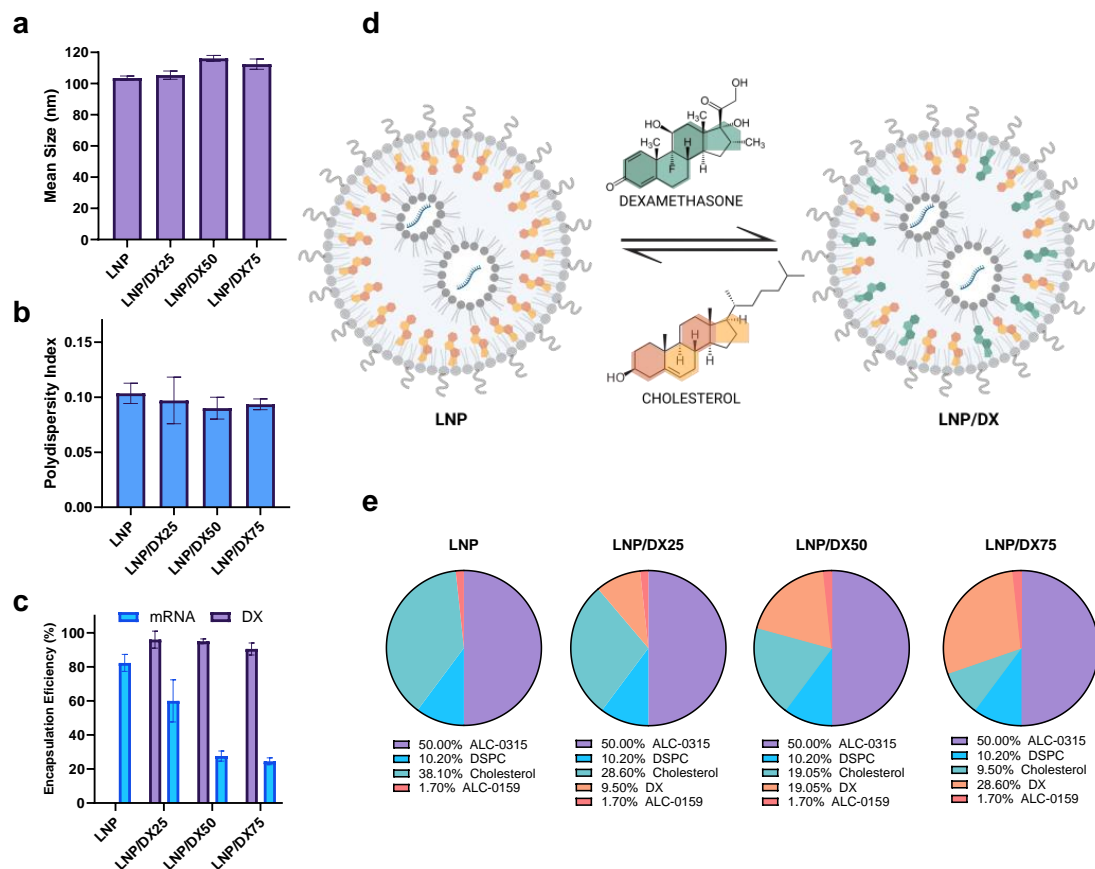 a
Mean Size (nm)
120
100
80
60
40
20
0
LNP
LNP/DX25
LNP/DX50
LNP/DX75
b
Polydispersity Index
0.15
0.10
0.05
0.00
LNP
LNP/DX25
LNP/DX50
LNP/DX75
c
mRNA DX
Encapsulation Eficiency (%)
100
80
60
40
20
0
LNP
LNP/DX25
LNP/DX50
LNP/DX75
d
OH
O
H₃C
OH
HO
CH₃
H₃C
H
F
H
O
DEXAMETHASONE
H
H
H
H
HO
CHOLESTEROL
LNP
LNP/DX
e
LNP
50.00% ALC-0315
10.20% DSPC
38.10% Cholesterol
1.70% ALC-0159
LNP/DX25
50.00% ALC-0315
10.20% DSPC
28.60% Cholesterol
9.50% DX
1.70% ALC-0159
LNP/DX50
50.00% ALC-0315
10.20% DSPC
19.05% Cholesterol
19.05% DX
1.70% ALC-0159
LNP/DX75
50.00% ALC-0315
10.20% DSPC
9.50% Cholesterol
28.60% DX
1.70% ALC-0159